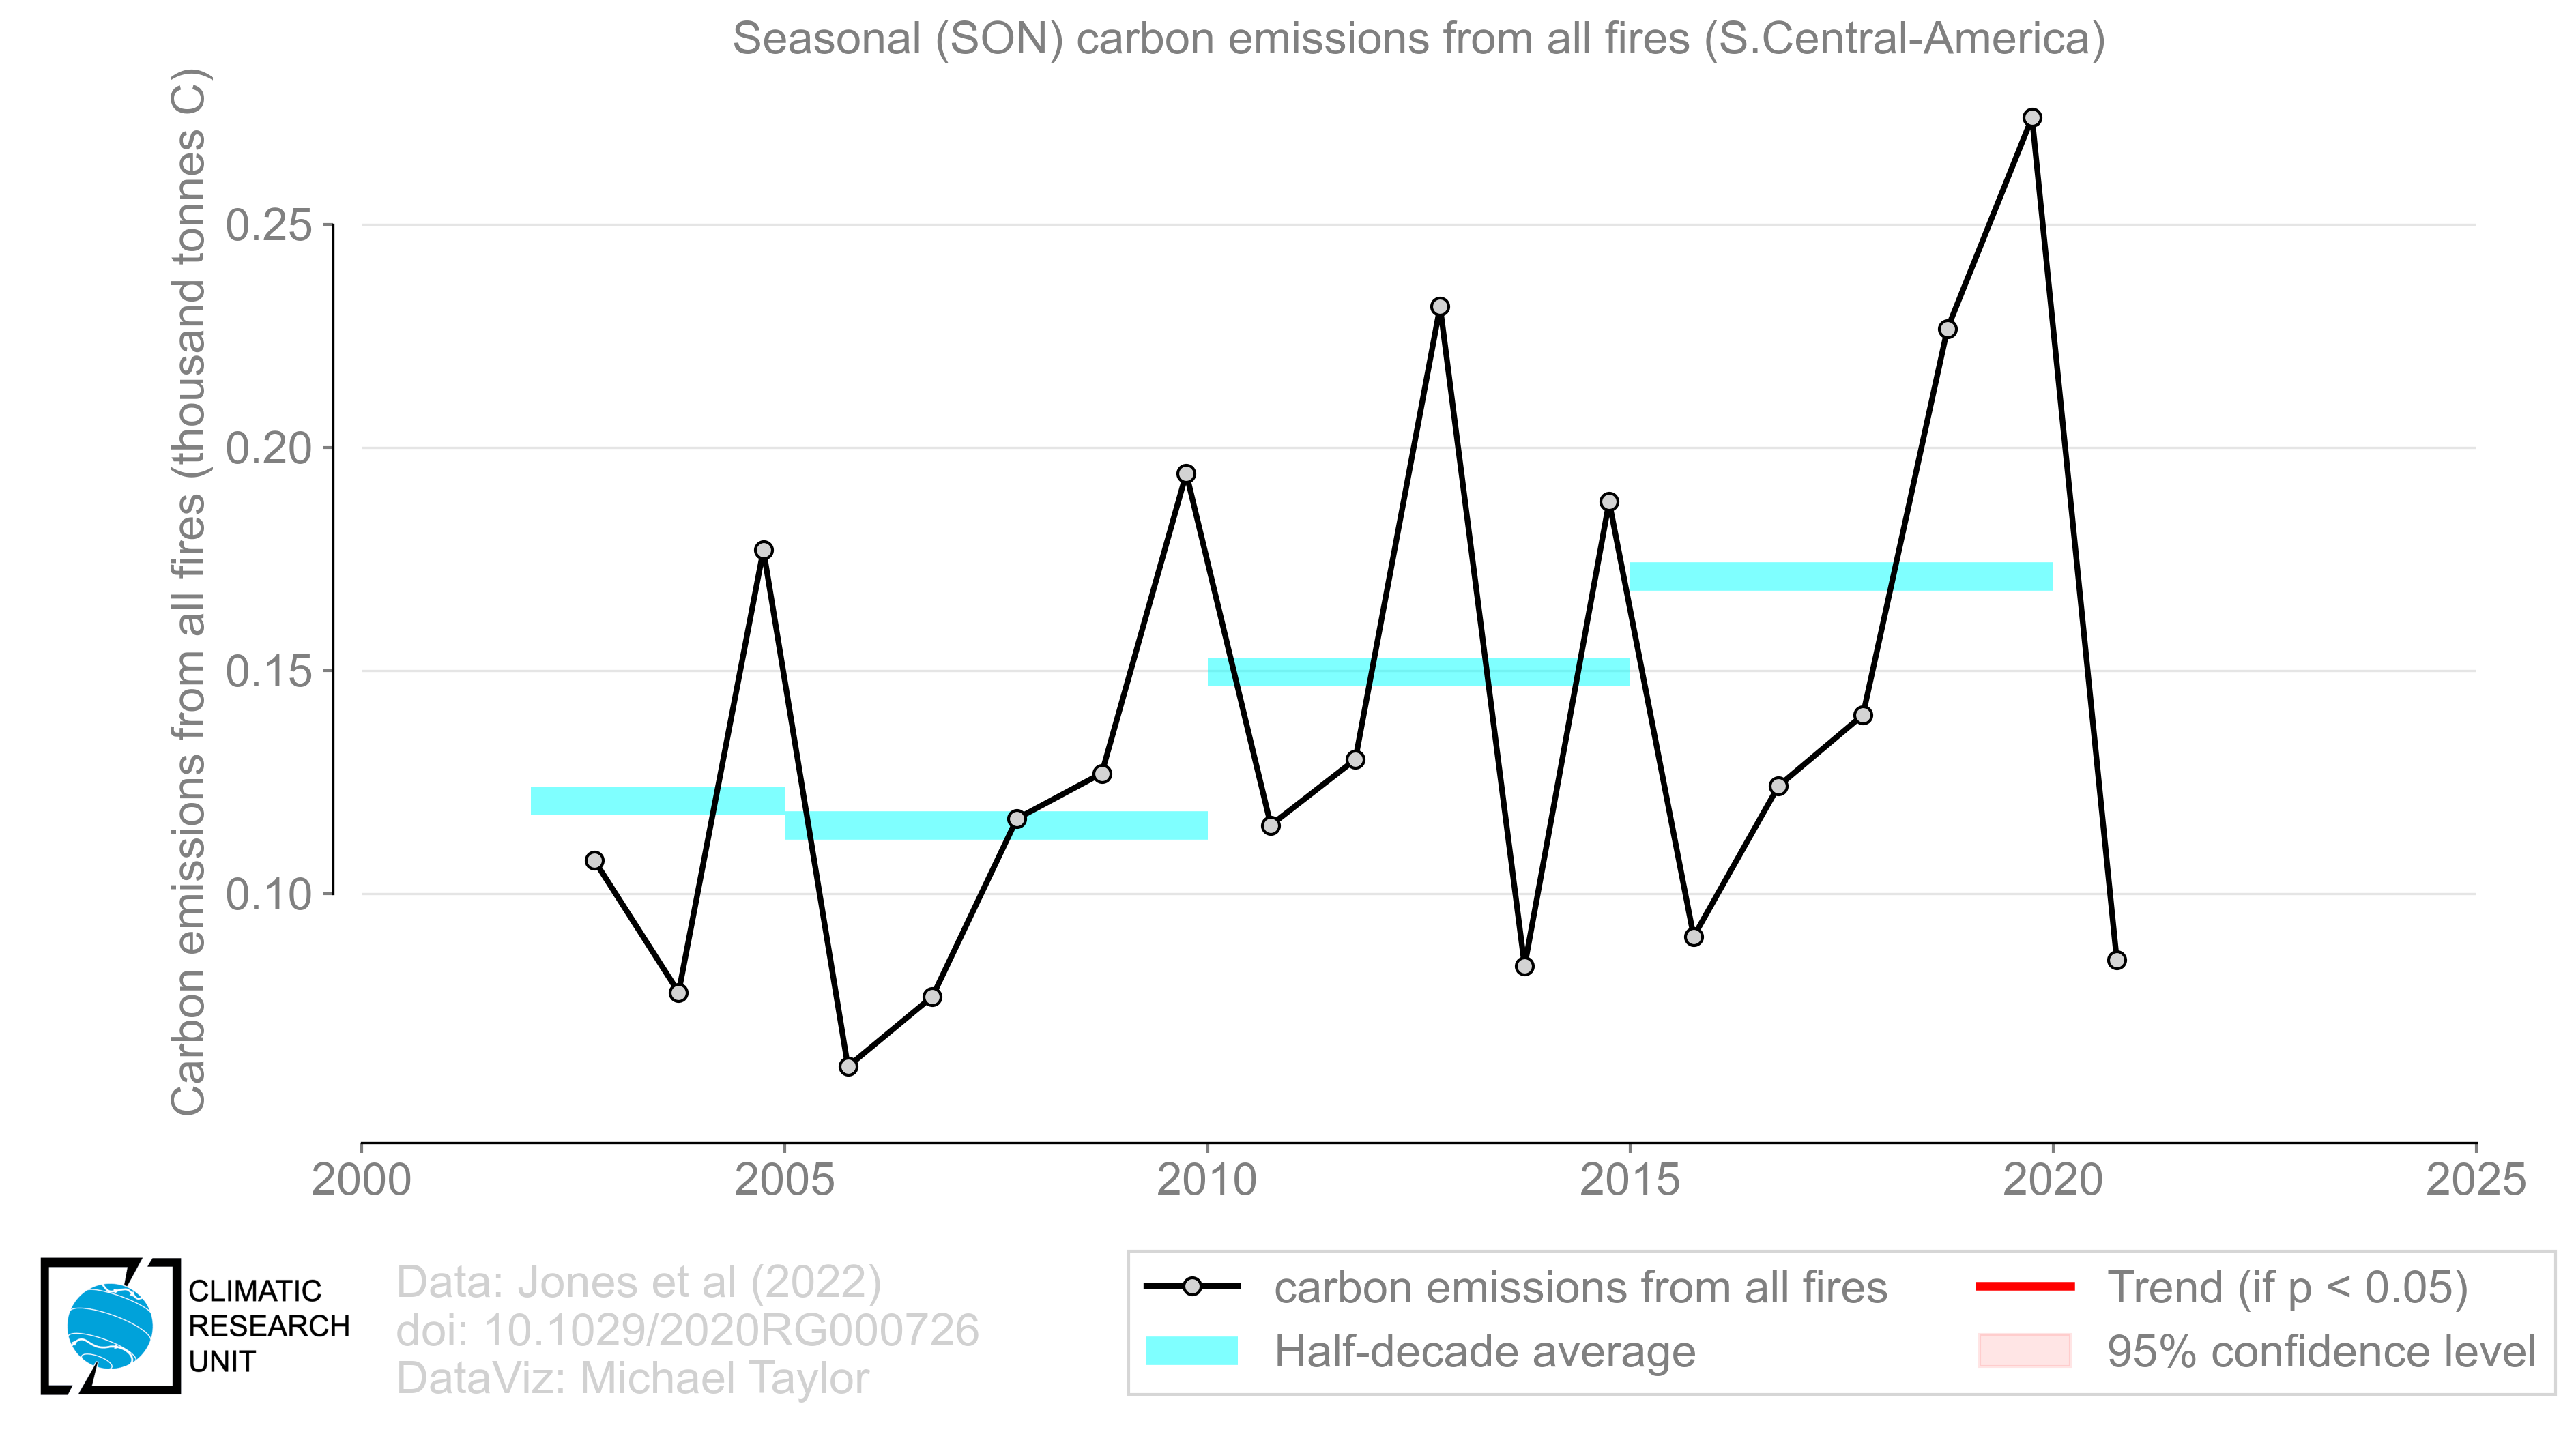 Seasonal (SON) carbon emissions from all fires (S.Central-America)
Carbon emissions from all fires (thousand tonnes C)
0.25
0.20
0.15
0.10
2000 2005 2010 2015 2020 2025
CLIMATIC
RESEARCH
UNIT
Data: Jones et al (2022)
doi: 10.1029/2020RG000726
DataViz: Michael Taylor
carbon emissions from all fires
Half-decade average
Trend (if p < 0.05)
95% confidence level